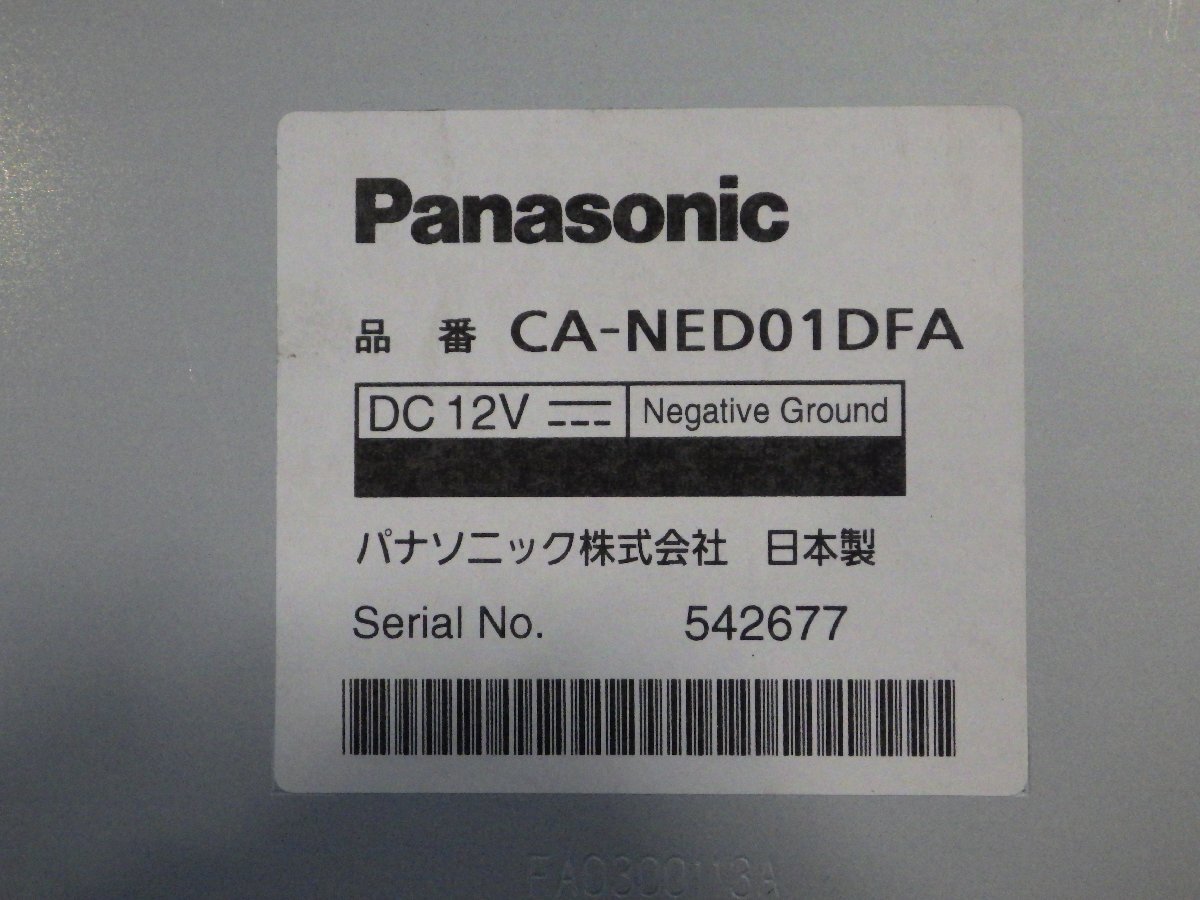 Panasonic
品 番 CA-NED01DFA
DC 12V Negative Ground
パナソニック株式会社 日本製
Serial No. 542677